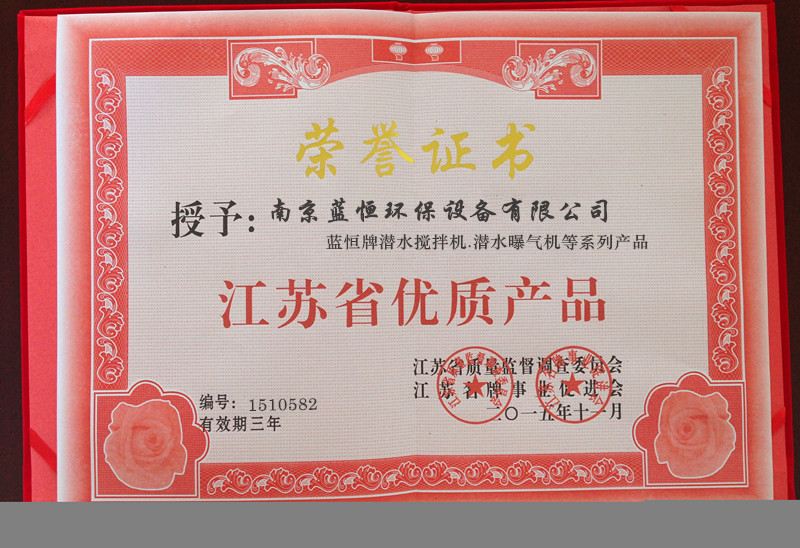 荣誉证书
授予：南京蓝恒环保设备有限公司
蓝恒牌潜水搅拌机.潜水曝气机等系列产品
江苏省优质产品
江苏省质量监督调查委员会
江苏名牌事业促进会
二〇一五年十一月
编号：1510582
有效期三年